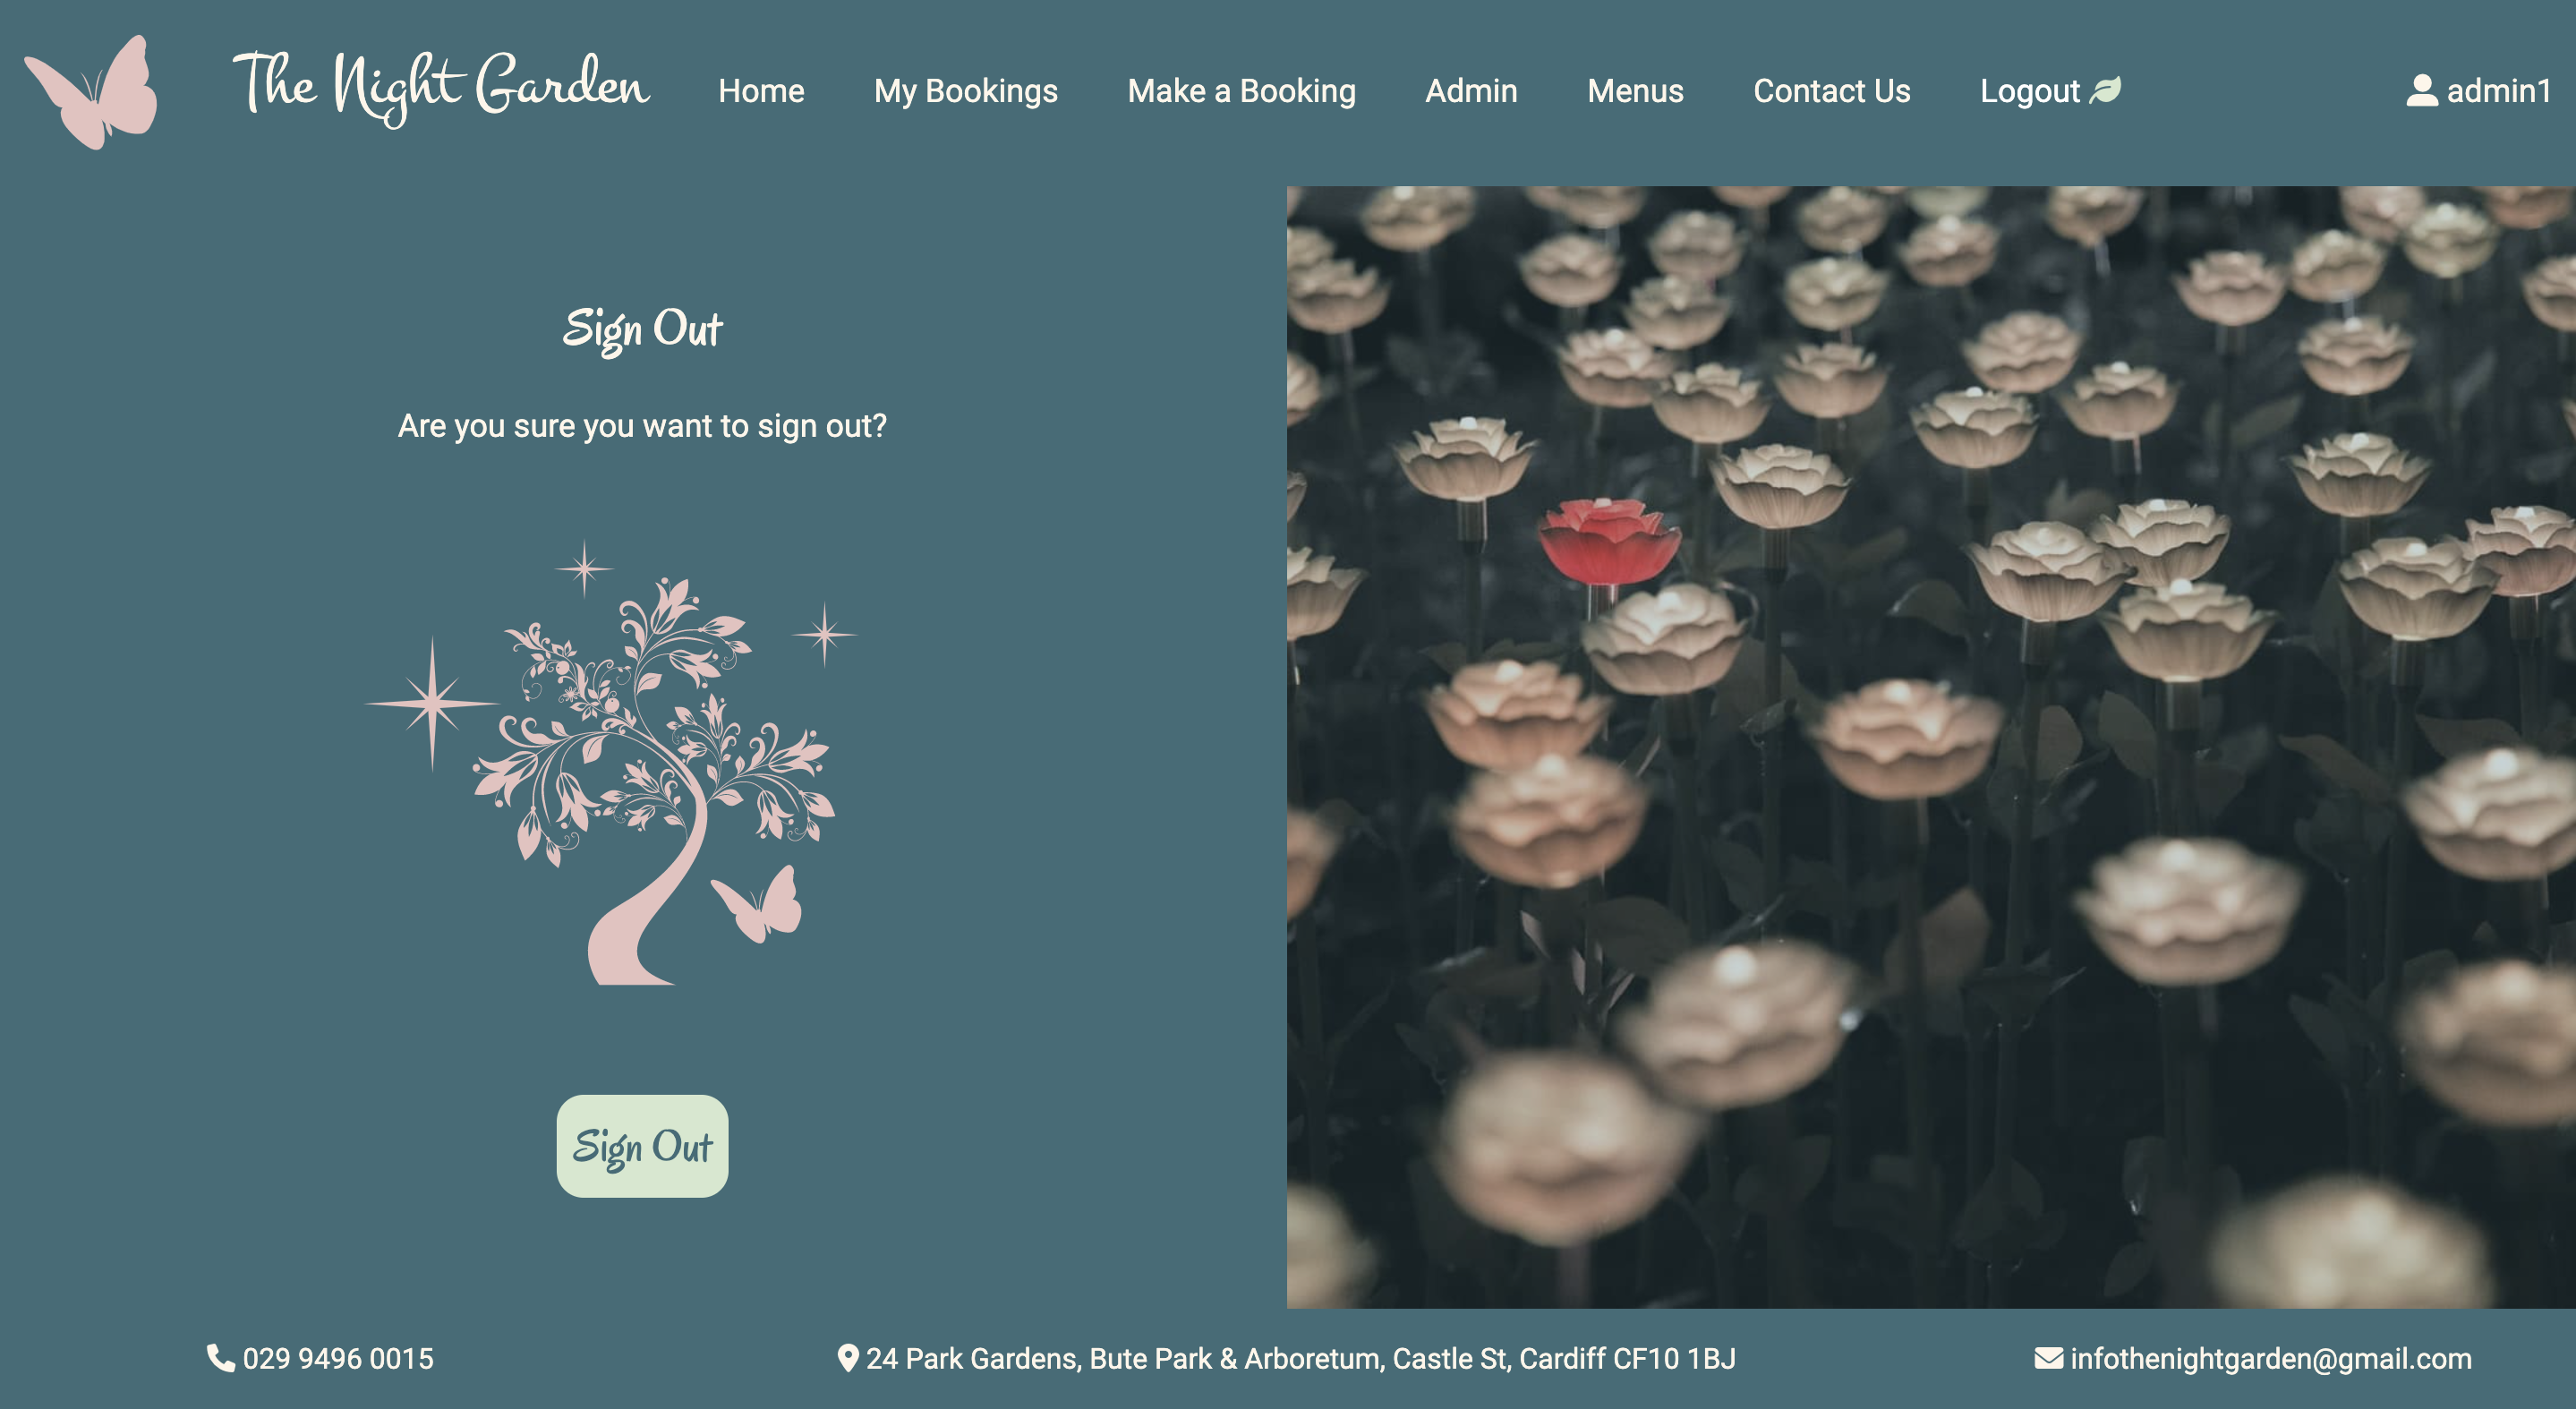 The Night Garden
Home My Bookings Make a Booking Admin Menus Contact Us Logout admin1
Sign Out
Are you sure you want to sign out?
Sign Out
029 9496 0015
24 Park Gardens, Bute Park & Arboretum, Castle St, Cardiff CF10 1BJ
infothenightgarden@gmail.com